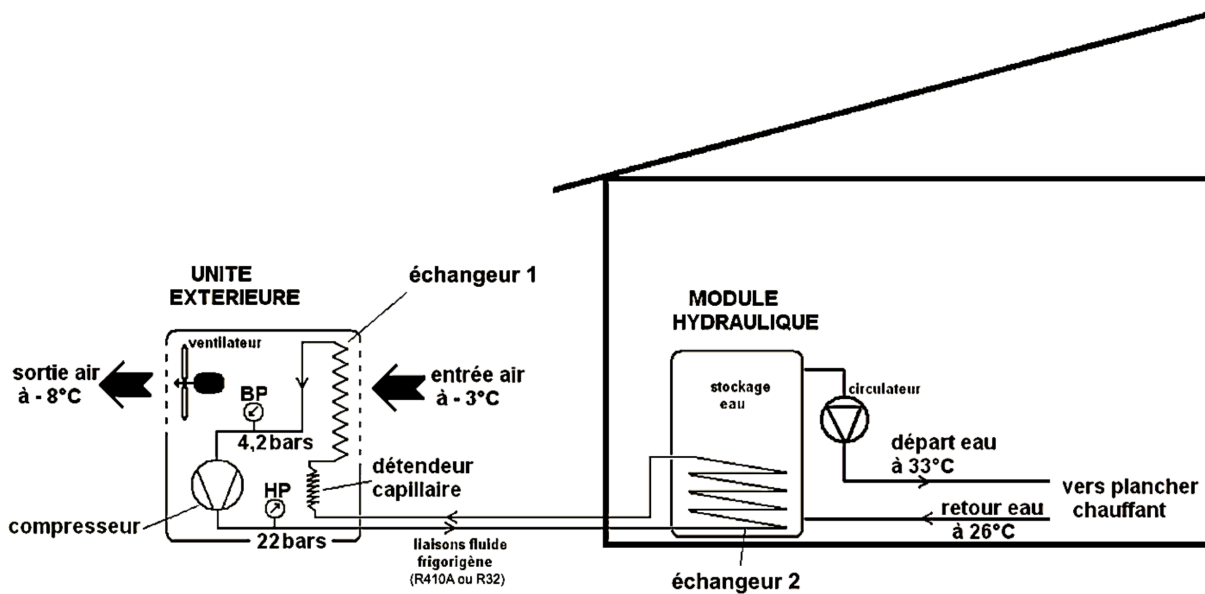 UNITE
EXTERIEURE
échangeur 1
ventilateur
sortie air
à - 8°C
entrée air
à - 3°C
BP
4,2 bars
détendeur
capillaire
HP
compresseur
22 bars
liaisons fluide
frigorigène
(R410A ou R32)
MODULE
HYDRAULIQUE
stockage
eau
circulateur
départ eau
à 33°C
vers plancher
chauffant
retour eau
à 26°C
échangeur 2